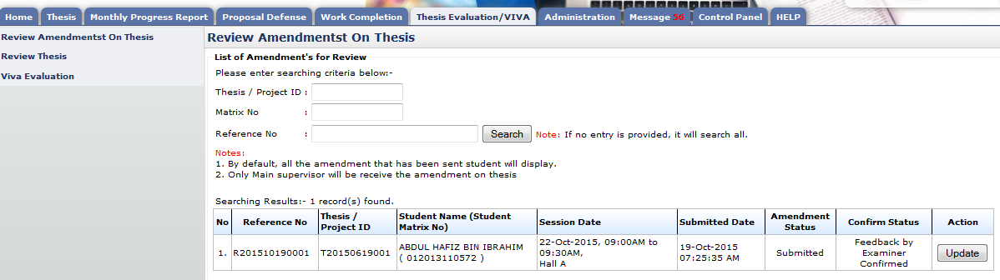 Home Thesis Monthly Progress Report Proposal Defense Work Completion Thesis Evaluation/VIVA Administration Message 56 Control Panel HELP
Review Amendmentst On Thesis
Review Thesis
Viva Evaluation
Review Amendmentst On Thesis
List of Amendment's for Review
Please enter searching criteria below:-
Thesis / Project ID :
Matrix No :
Reference No : Search Note: If no entry is provided, it will search all.
Notes:
1. By default, all the amendment that has been sent student will display.
2. Only Main supervisor will be receive the amendment on thesis
Searching Results:- 1 record(s) found.
No Reference No Thesis / Project ID Student Name (Student Matrix No) Session Date Submitted Date Amendment Status Confirm Status Action
1. R201510190001 T20150619001 ABDUL HAFIZ BIN IBRAHIM ( 012013110572 ) 22-Oct-2015, 09:00AM to 09:30AM, Hall A 19-Oct-2015 07:25:35 AM Submitted Feedback by Examiner Confirmed Update